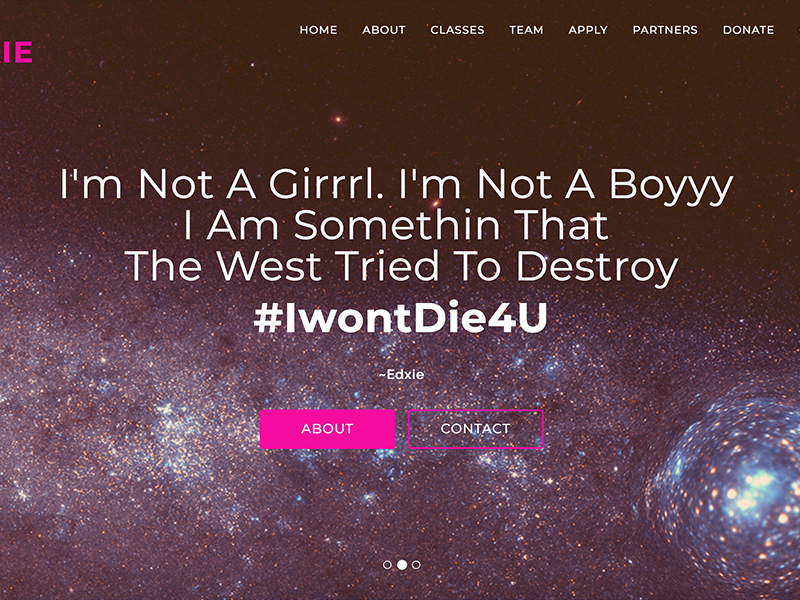 HOME ABOUT CLASSES TEAM APPLY PARTNERS DONATE
IE
I'm Not A Girrrl. I'm Not A Boyyy
I Am Somethin That
The West Tried To Destroy
#IwontDie4U
~Edxie
ABOUT CONTACT